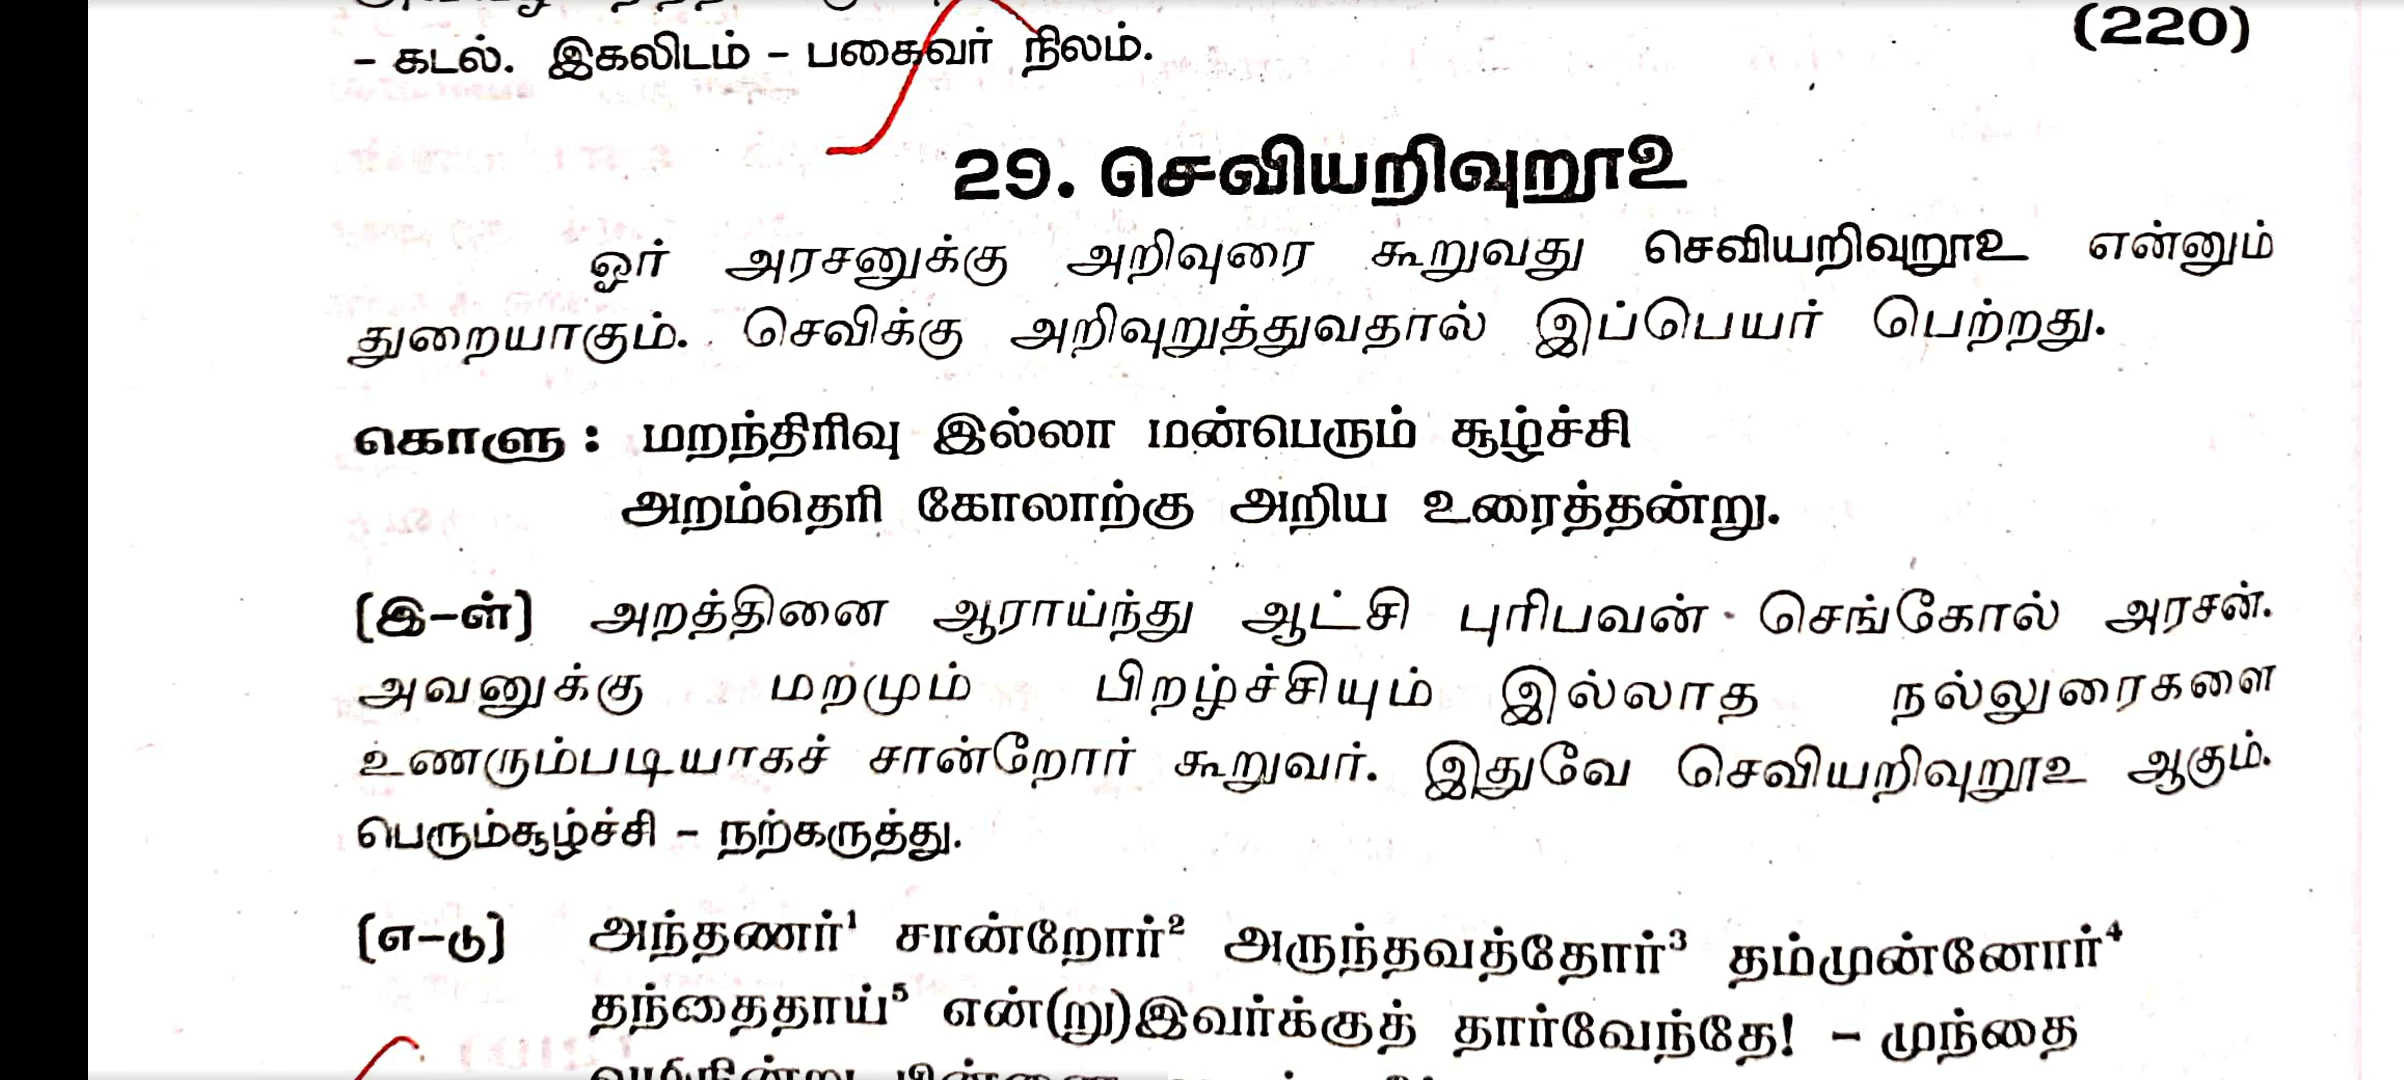 (220)
- கடல். இகலிடம் - பகைவர் நிலம்.
29. செவியறிவுறூஉ
ஓர் அரசனுக்கு அறிவுரை கூறுவது செவியறிவுறூஉ என்னும்
துறையாகும். செவிக்கு அறிவுறுத்துவதால் இப்பெயர் பெற்றது.
கொளு : மறந்திரிவு இல்லா மன்பெரும் சூழ்ச்சி
அறம்தெரி கோலாற்கு அறிய உரைத்தன்று.
(இ-ள்) அறத்தினை ஆராய்ந்து ஆட்சி புரிபவன் செங்கோல் அரசன்.
அவனுக்கு மறமும் பிறழ்ச்சியும் இல்லாத நல்லுரைகளை
உணரும்படியாகச் சான்றோர் கூறுவர். இதுவே செவியறிவுறூஉ ஆகும்.
பெரும்சூழ்ச்சி - நற்கருத்து.
(எ-டு) அந்தணர்¹ சான்றோர்² அருந்தவத்தோர்³ தம்முன்னோர்⁴
தந்தைதாய்⁵ என்(று)இவர்க்குத் தார்வேந்தே! - முந்தை